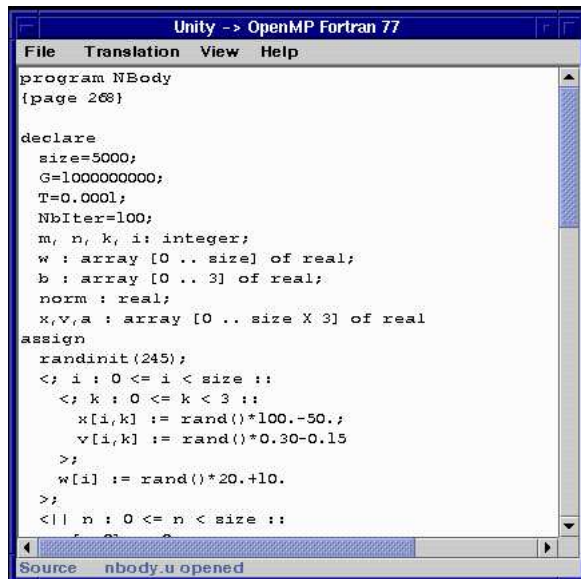 Unity -> OpenMP Fortran 77
File Translation View Help
program NBody
{page 268}
declare
size=5000;
G=1000000000;
T=0.0001;
NbIter=100;
m, n, k, i: integer;
w : array [0 .. size] of real;
b : array [0 .. 3] of real;
norm : real;
x,v,a : array [0 .. size X 3] of real
assign
randinit(245);
<; i : 0 <= i < size ::
<; k : 0 <= k < 3 ::
x[i,k] := rand()*100.-50.;
v[i,k] := rand()*0.30-0.15
>;
w[i] := rand()*20.+10.
>;
<|| n : 0 <= n < size ::
Source nbody.u opened